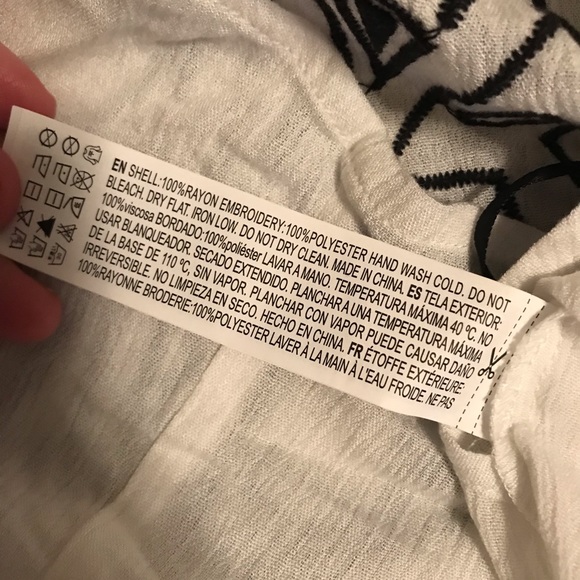 EN SHELL:100%RAYON EMBROIDERY:100%POLYESTER HAND WASH COLD. DO NOT
BLEACH. DRY FLAT. IRON LOW. DO NOT DRY CLEAN. MADE IN CHINA. ES TELA EXTERIOR:
100%viscosa BORDADO:100%poliéster LAVAR A MANO. TEMPERATURA MÁXIMA 40 ºC. NO
USAR BLANQUEADOR. SECADO EXTENDIDO. PLANCHAR A UNA TEMPERATURA MÁXIMA
DE LA BASE DE 110 °C, SIN VAPOR. PLANCHAR CON VAPOR PUEDE CAUSAR DAÑO
IRREVERSIBLE. NO LIMPIEZA EN SECO. HECHO EN CHINA. FR ÉTOFFE EXTÉRIEURE:
100%RAYONNE BRODERIE:100%POLYESTER LAVER À LA MAIN À L'EAU FROIDE. NE PAS